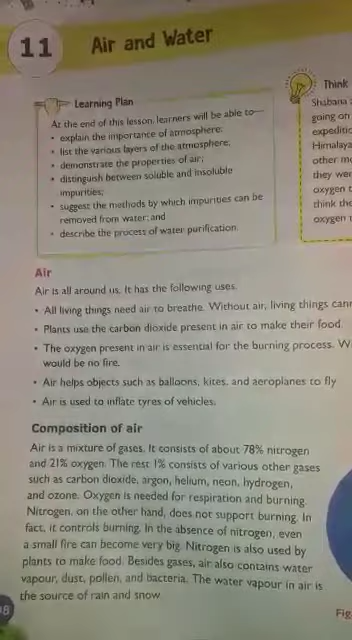 11
Air and Water
Learning Plan
At the end of this lesson, learners will be able to—
• explain the importance of atmosphere;
• list the various layers of the atmosphere;
• demonstrate the properties of air;
• distinguish between soluble and insoluble
impurities;
• suggest the methods by which impurities can be
removed from water; and
• describe the process of water purification.
Think
Shabana
going on
expeditio
Himalaya
other mo
they wer
oxygen
think the
oxygen
Air
Air is all around us. It has the following uses.
• All living things need air to breathe. Without air, living things
• Plants use the carbon dioxide present in air to make their food.
• The oxygen present in air is essential for the burning process. W
would be no fire.
• Air helps objects such as balloons, kites, and aeroplanes to fly
• Air is used to inflate tyres of vehicles.
Composition of air
Air is a mixture of gases. It consists of about 78% nitrogen
and 21% oxygen. The rest 1% consists of various other gases
such as carbon dioxide, argon, helium, neon, hydrogen,
and ozone. Oxygen is needed for respiration and burning.
Nitrogen, on the other hand, does not support burning. In
fact, it controls burning. In the absence of nitrogen, even
a small fire can become very big. Nitrogen is also used by
plants to make food. Besides gases, air also contains water
vapour, dust, pollen, and bacteria. The water vapour in air is
the source of rain and snow.
8
Fig